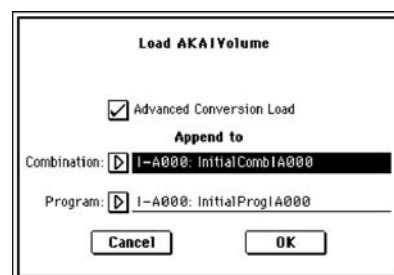 Load AKAIVolume
Advanced Conversion Load
Append to
Combination: I-A000: InitialCombIA000
Program: I-A000: InitialProgIA000
Cancel OK